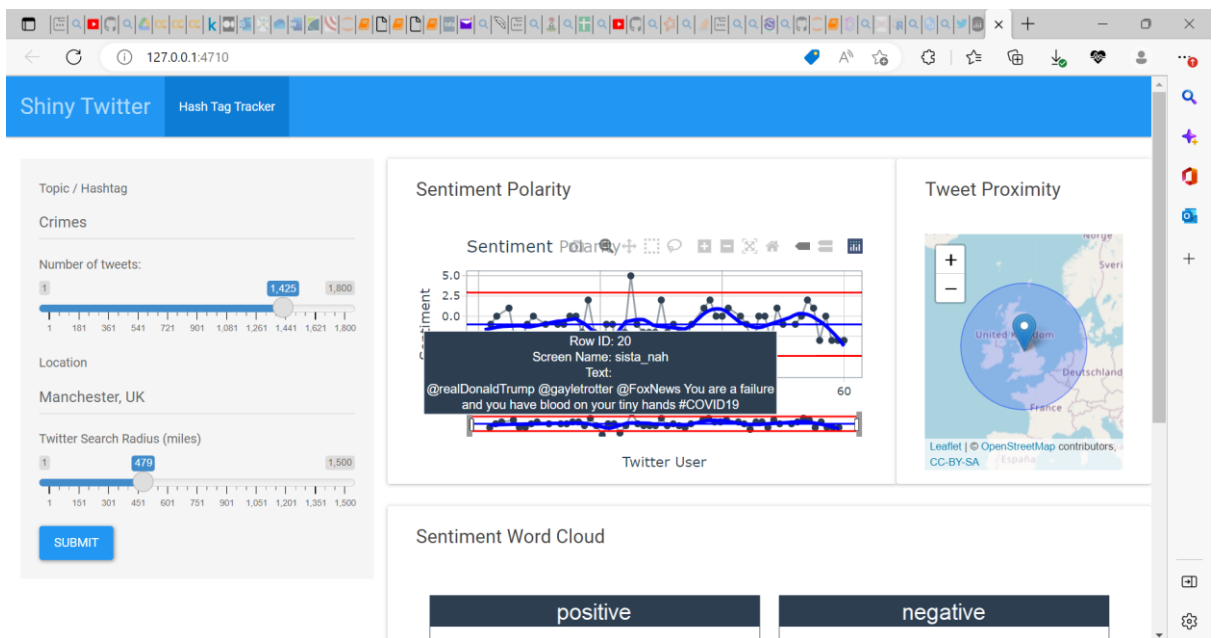 127.0.0.1:4710
Shiny Twitter
Hash Tag Tracker
Topic / Hashtag
Crimes
Number of tweets:
1 1,425 1,800
1 181 361 541 721 901 1,081 1,261 1,441 1,621 1,800
Location
Manchester, UK
Twitter Search Radius (miles)
1 479 1,500
1 151 301 451 601 751 901 1,051 1,201 1,351 1,500
SUBMIT
Sentiment Polarity
Sentiment Polarity
5.0
2.5
0.0
Sentiment
Row ID: 20
Screen Name: sista_nah
Text:
@realDonaldTrump @gayletrotter @FoxNews You are a failure
and you have blood on your tiny hands #COVID19
60
Twitter User
Tweet Proximity
+
−
Norge
Sveri
United
dom
Deutschland
France
España
Leaflet | © OpenStreetMap contributors,
CC-BY-SA
Sentiment Word Cloud
positive
negative